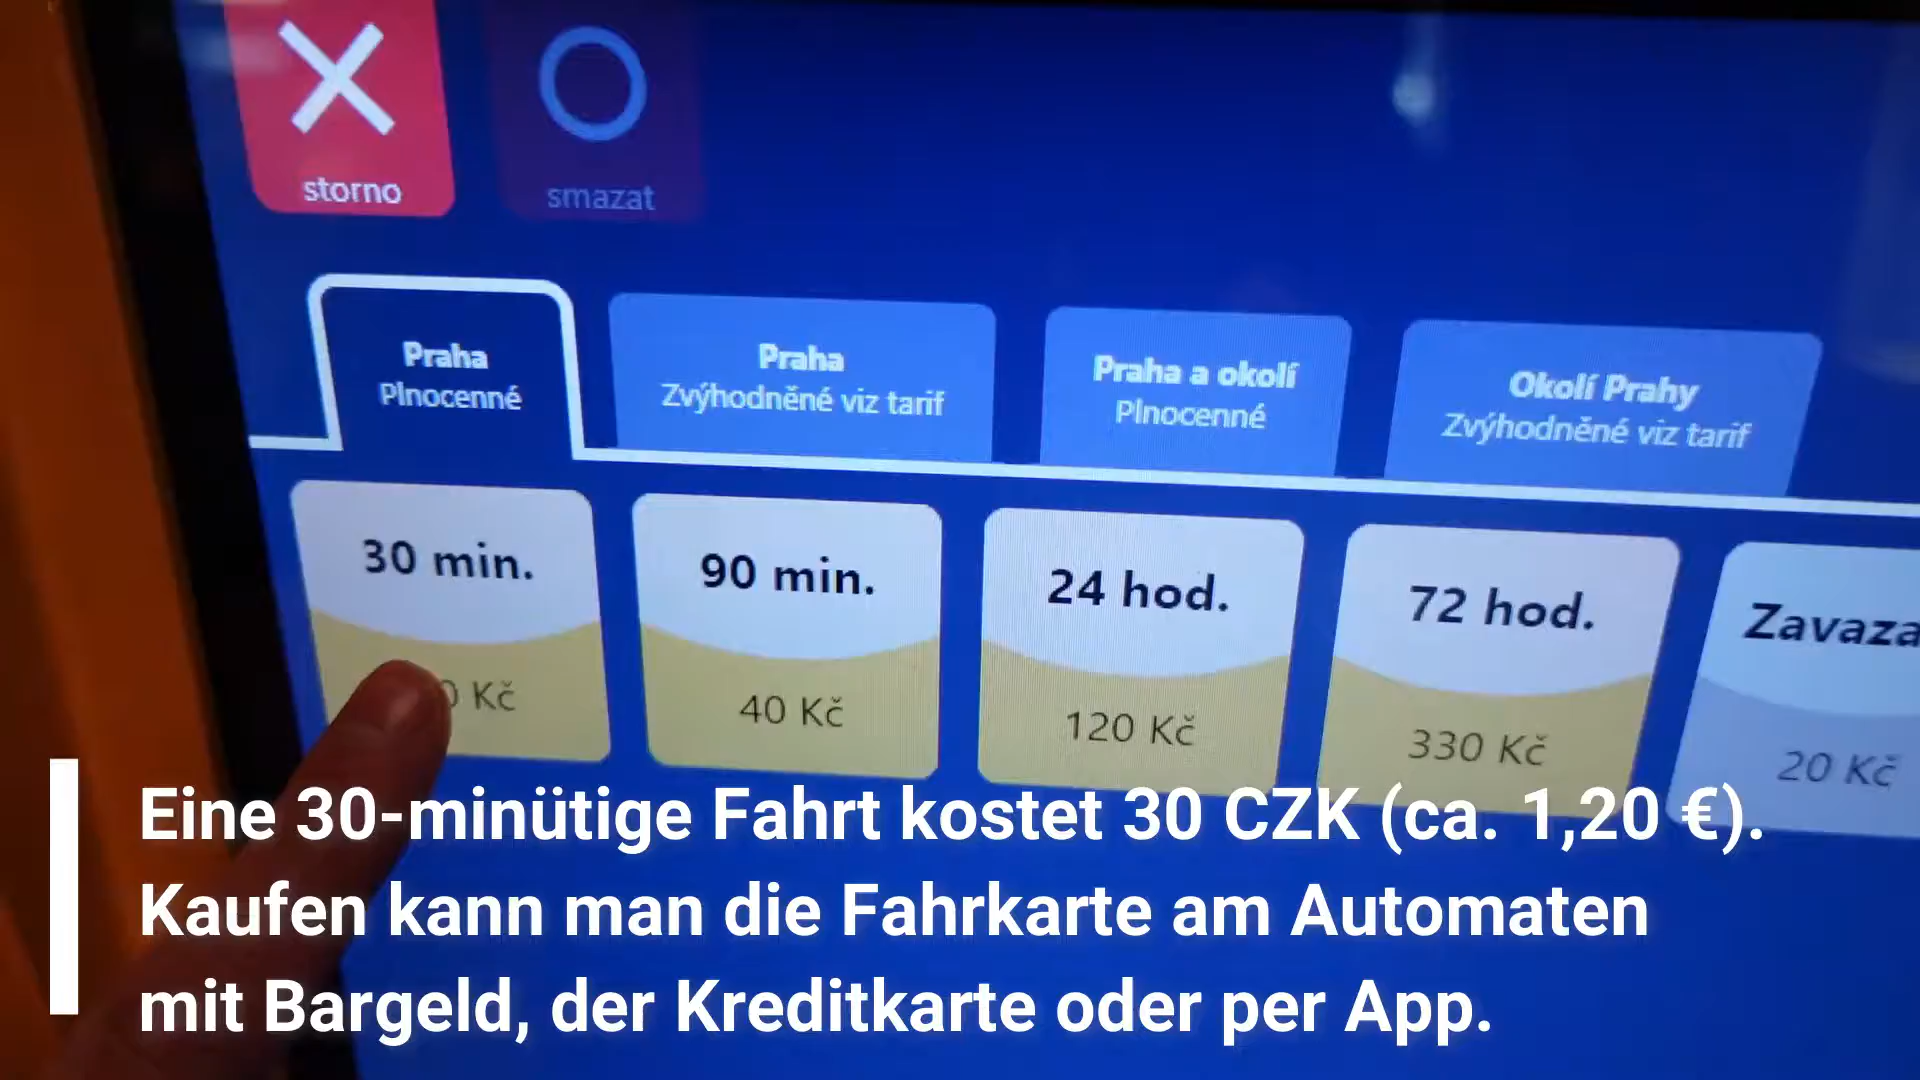 storno
smazat
Praha
Plnocenné
Praha
Zvýhodněné viz tarif
Praha a okolí
Plnocenné
Okolí Prahy
Zvýhodněné viz tarif
30 min.
0 Kč
90 min.
40 Kč
24 hod.
120 Kč
72 hod.
330 Kč
Zavaza
20 Kč
Eine 30-minütige Fahrt kostet 30 CZK (ca. 1,20 €).
Kaufen kann man die Fahrkarte am Automaten
mit Bargeld, der Kreditkarte oder per App.